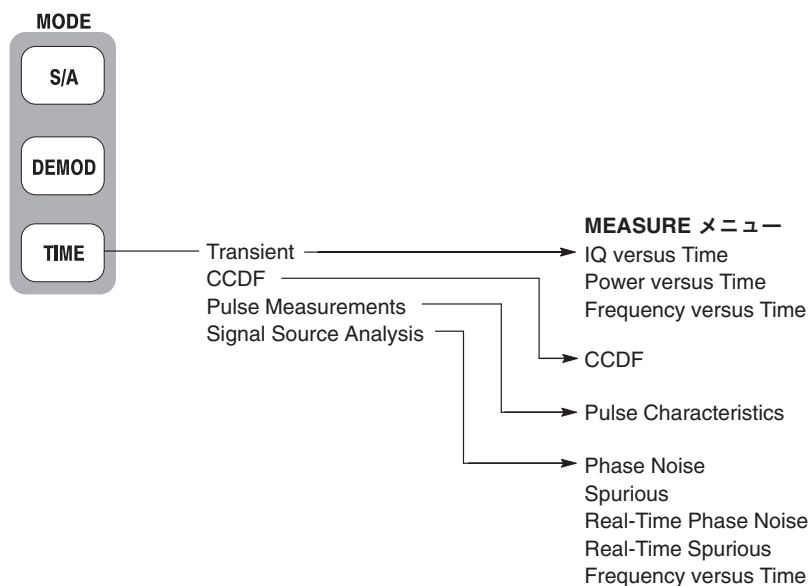 MODE
S/A
DEMOD
TIME
Transient
CCDF
Pulse Measurements
Signal Source Analysis
MEASURE メニュー
IQ versus Time
Power versus Time
Frequency versus Time
CCDF
Pulse Characteristics
Phase Noise
Spurious
Real-Time Phase Noise
Real-Time Spurious
Frequency versus Time